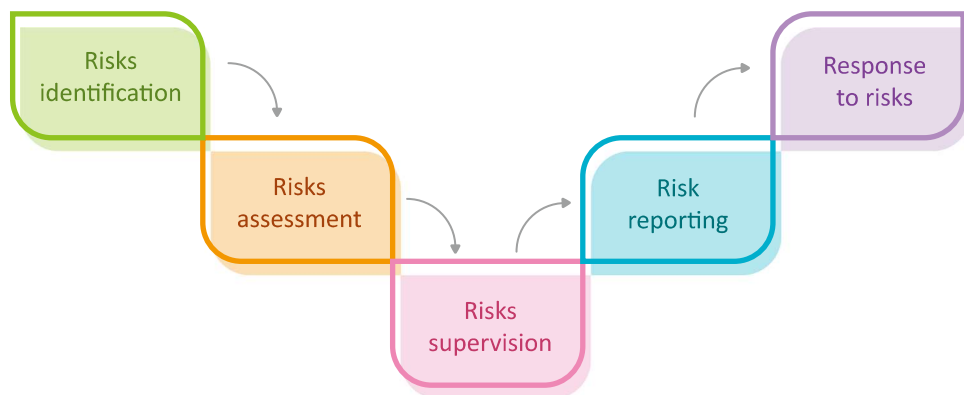 Risks
identification
Risks
assessment
Risks
supervision
Risk
reporting
Response
to risks